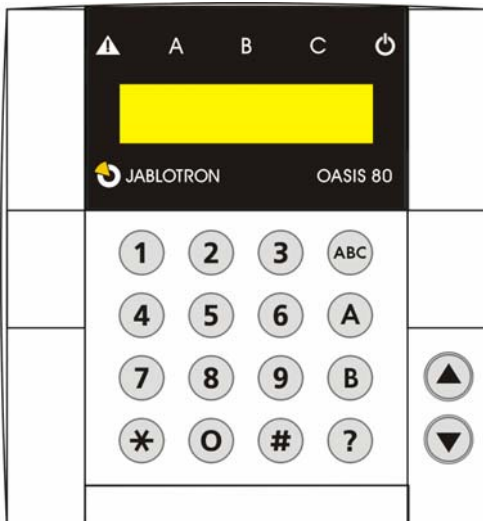 A B C
JABLOTRON OASIS 80
1 2 3 ABC
4 5 6 A
7 8 9 B
* 0 # ?